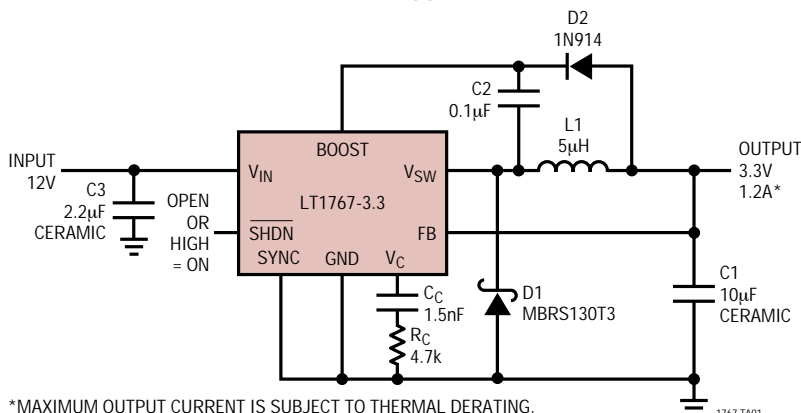 D2
1N914
C2
0.1µF
L1
5µH
INPUT
12V
C3
2.2µF
CERAMIC
OPEN
OR
HIGH
= ON
BOOST
VIN
VSW
LT1767-3.3
SHDN
FB
SYNC
GND
VC
OUTPUT
3.3V
1.2A*
CC
1.5nF
RC
4.7k
D1
MBRS130T3
C1
10µF
CERAMIC
*MAXIMUM OUTPUT CURRENT IS SUBJECT TO THERMAL DERATING.
1767 TA01